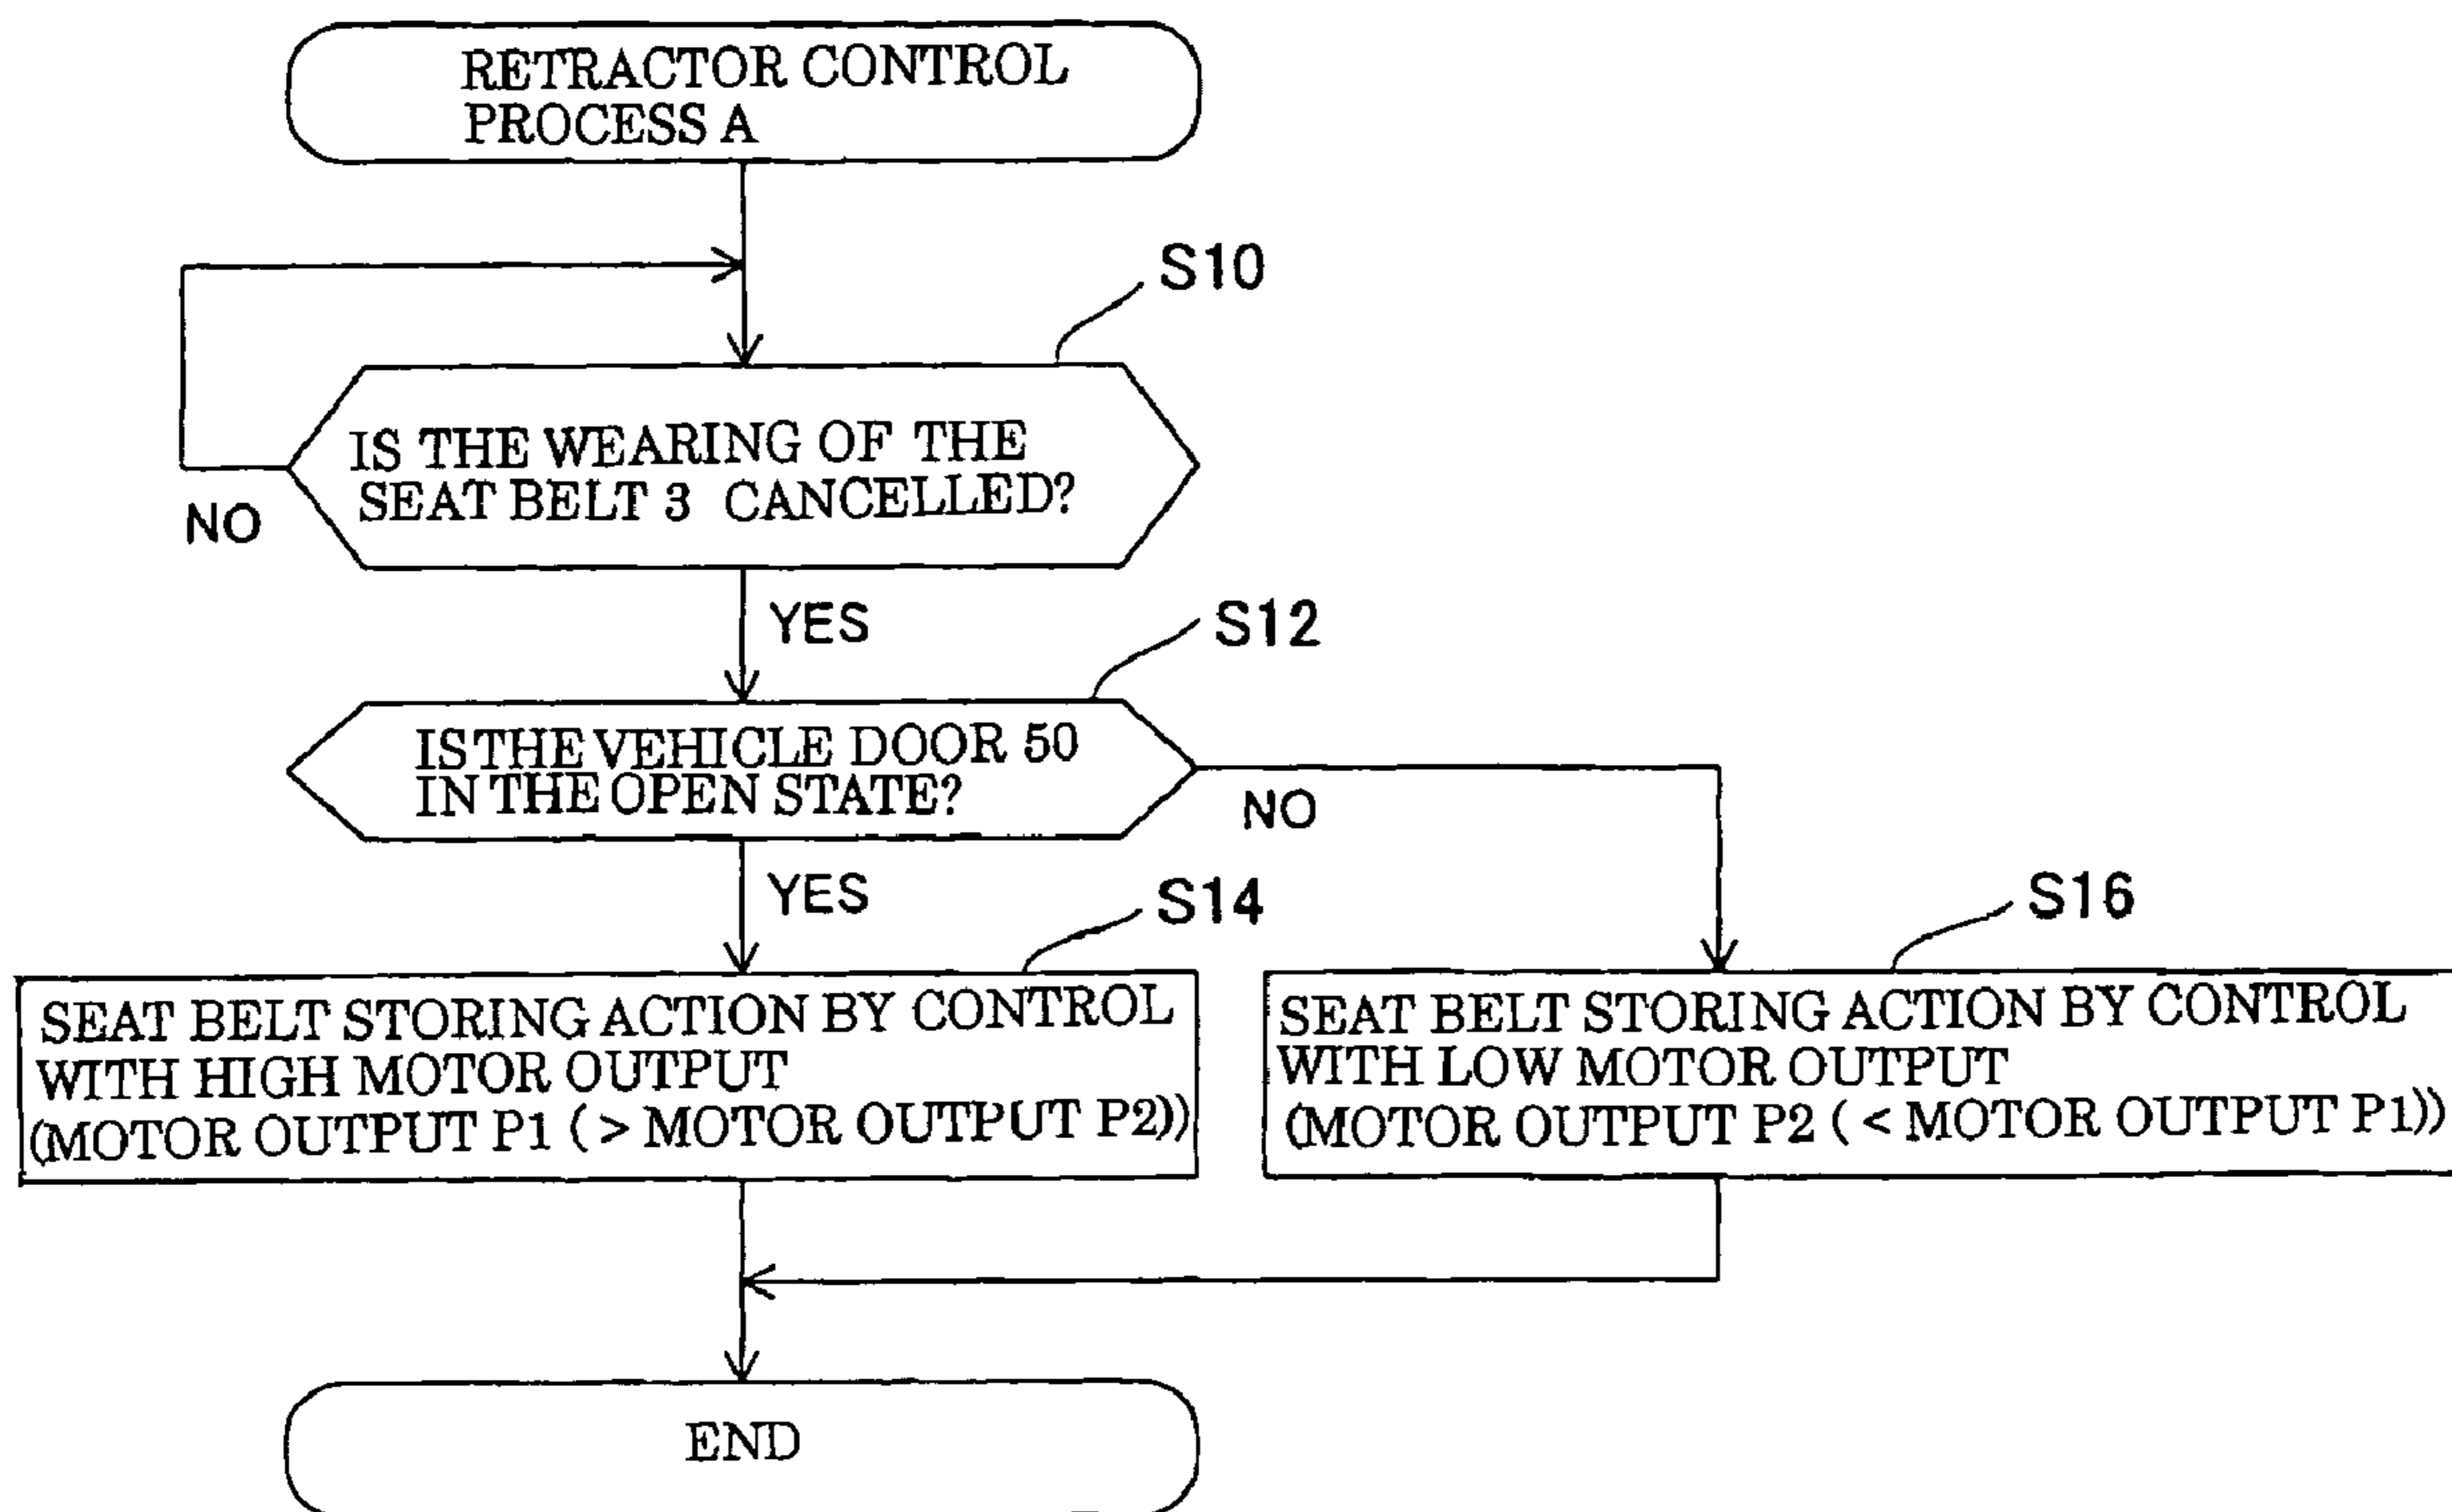 RETRACTOR CONTROL
PROCESS A
S10
IS THE WEARING OF THE
SEAT BELT 3 CANCELLED?
NO
YES
S12
IS THE VEHICLE DOOR 50
IN THE OPEN STATE?
NO
YES
S14
S16
SEAT BELT STORING ACTION BY CONTROL
WITH HIGH MOTOR OUTPUT
(MOTOR OUTPUT P1 (> MOTOR OUTPUT P2))
SEAT BELT STORING ACTION BY CONTROL
WITH LOW MOTOR OUTPUT
(MOTOR OUTPUT P2 (< MOTOR OUTPUT P1))
END